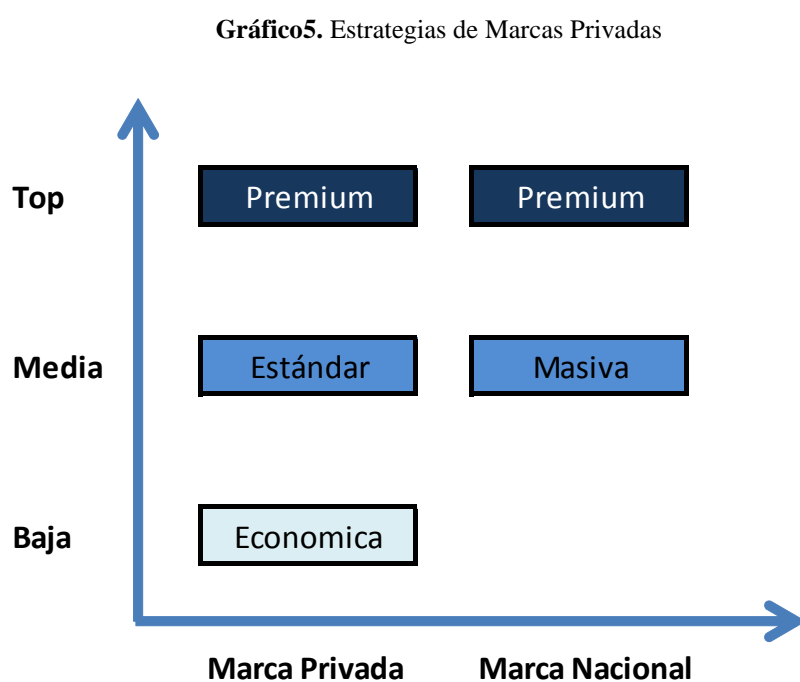 Gráfico5. Estrategias de Marcas Privadas
Top
Premium
Premium
Media
Estándar
Masiva
Baja
Economica
Marca Privada
Marca Nacional